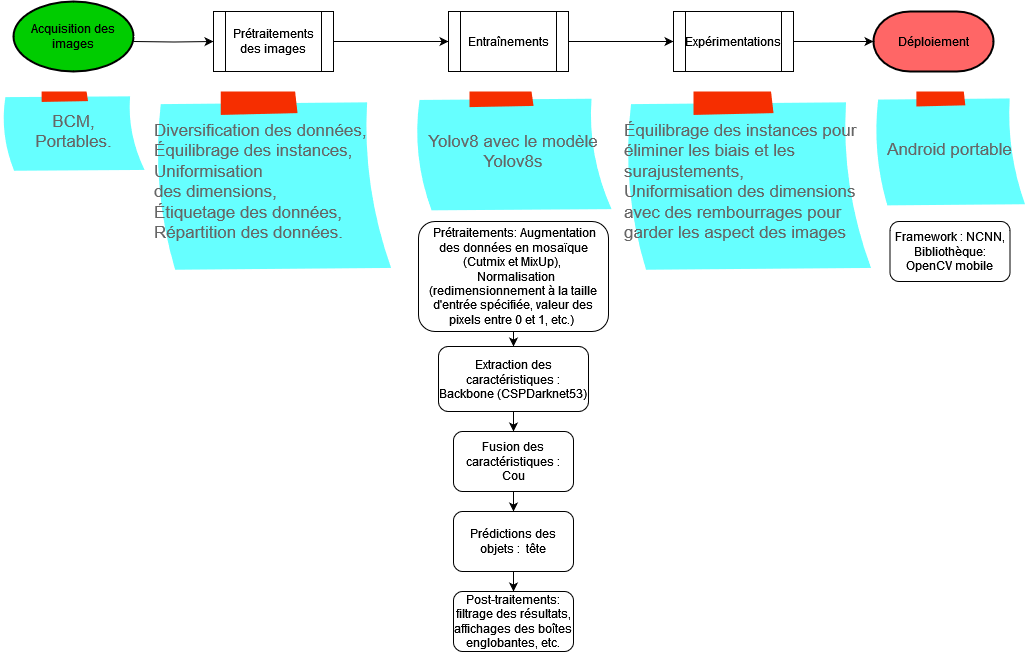 Acquisition des
images
Prétraitements
des images
Entraînements
Expérimentations
Déploiement
BCM,
Portables.
Diversification des données,
Équilibrage des instances,
Uniformisation
des dimensions,
Étiquetage des données,
Répartition des données.
Yolov8 avec le modèle
Yolov8s
Équilibrage des instances pour
éliminer les biais et les
surajustements,
Uniformisation des dimensions
avec des rembourrages pour
garder les aspect des images
Android portable
Framework : NCNN,
Bibliothèque:
OpenCV mobile
Prétraitements: Augmentation
des données en mosaïque
(Cutmix et MixUp),
Normalisation
(redimensionnement à la taille
d'entrée spécifiée, valeur des
pixels entre 0 et 1, etc.)
Extraction des
caractéristiques :
Backbone (CSPDarknet53)
Fusion des
caractéristiques :
Cou
Prédictions des
objets : tête
Post-traitements:
filtrage des résultats,
affichages des boîtes
englobantes, etc.